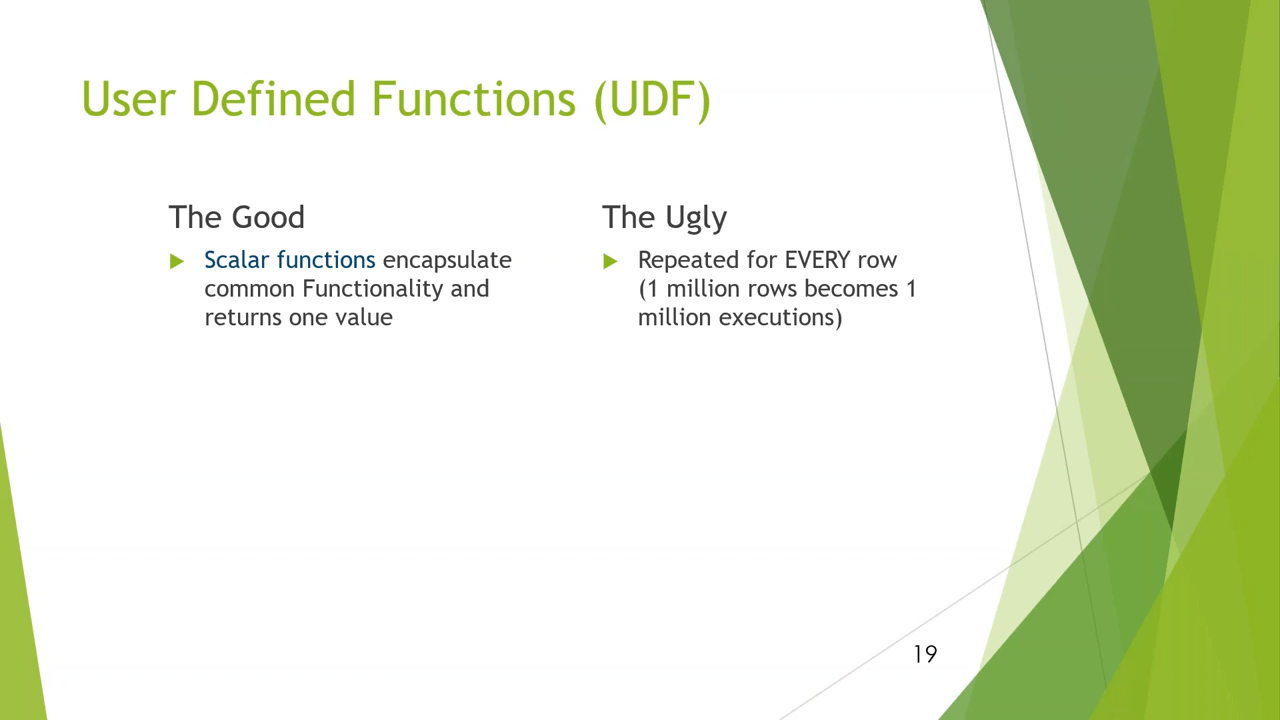 User Defined Functions (UDF)
The Good
Scalar functions encapsulate
common Functionality and
returns one value
The Ugly
Repeated for EVERY row
(1 million rows becomes 1
million executions)
19